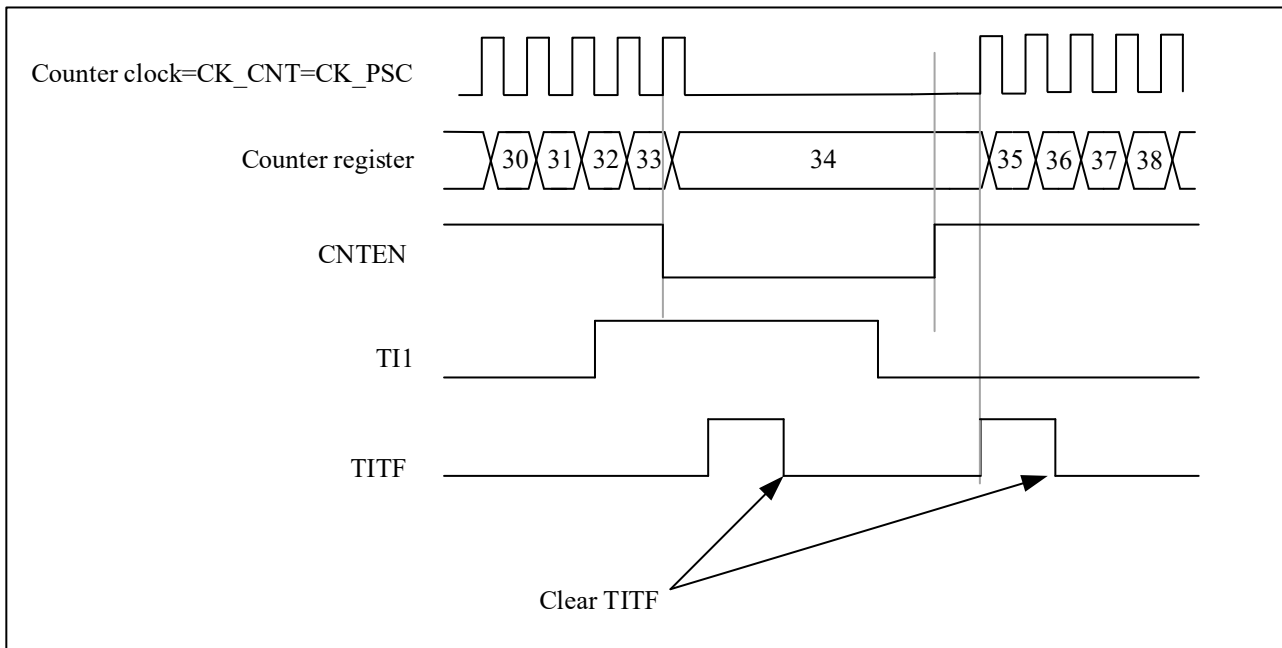 Counter clock=CK_CNT=CK_PSC
Counter register
30 31 32 33 34 35 36 37 38
CNTEN
TI1
TITF
Clear TITF